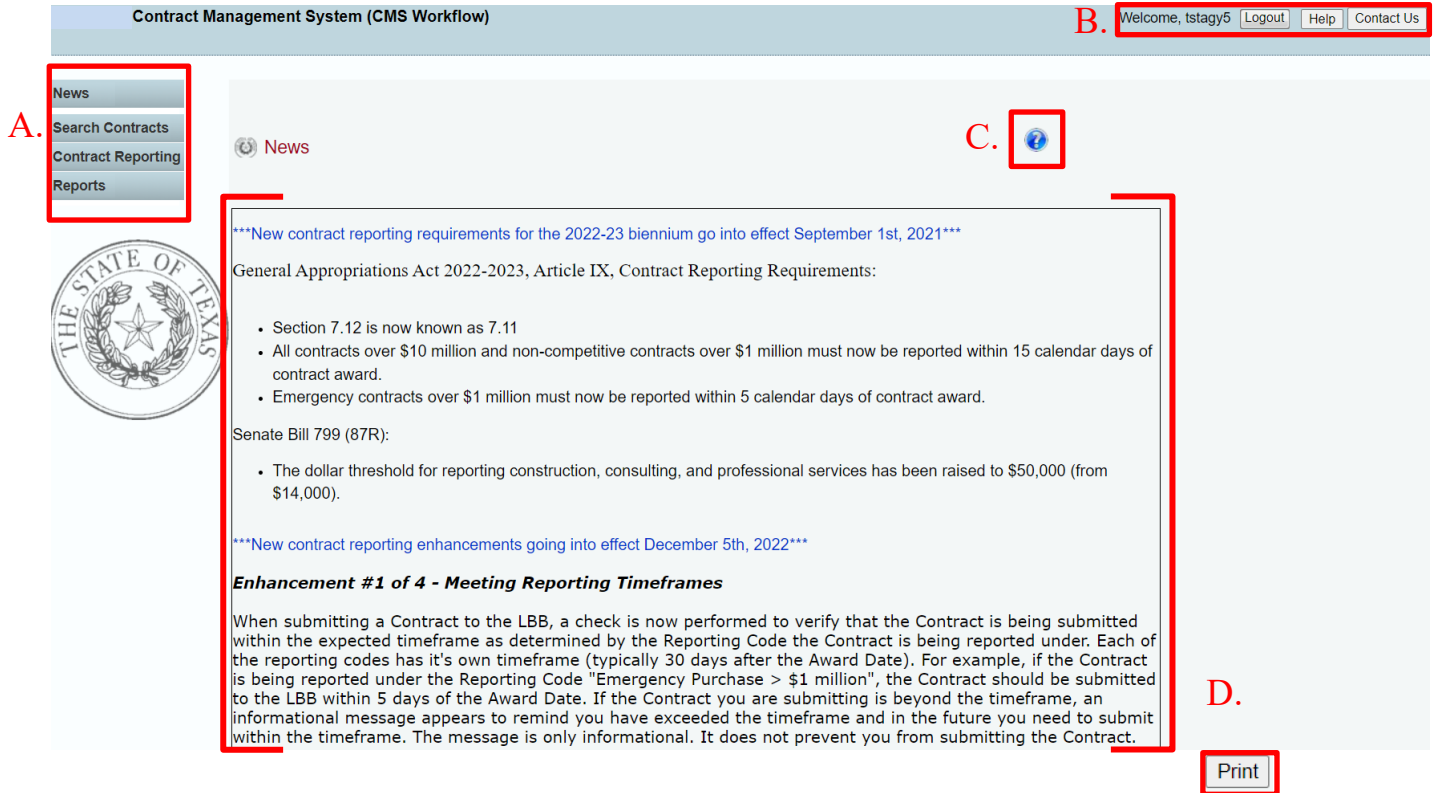 Contract Management System (CMS Workflow)
B.
Welcome, tstagy5 Logout Help Contact Us
A.
News
Search Contracts
Contract Reporting
Reports
THE STATE OF TEXAS
News
C.
?
***New contract reporting requirements for the 2022-23 biennium go into effect September 1st, 2021***
General Appropriations Act 2022-2023, Article IX, Contract Reporting Requirements:
• Section 7.12 is now known as 7.11
• All contracts over $10 million and non-competitive contracts over $1 million must now be reported within 15 calendar days of
contract award.
• Emergency contracts over $1 million must now be reported within 5 calendar days of contract award.
Senate Bill 799 (87R):
• The dollar threshold for reporting construction, consulting, and professional services has been raised to $50,000 (from
$14,000).
***New contract reporting enhancements going into effect December 5th, 2022***
Enhancement #1 of 4 - Meeting Reporting Timeframes
When submitting a Contract to the LBB, a check is now performed to verify that the Contract is being submitted
within the expected timeframe as determined by the Reporting Code the Contract is being reported under. Each of
the reporting codes has it's own timeframe (typically 30 days after the Award Date). For example, if the Contract
is being reported under the Reporting Code "Emergency Purchase > $1 million", the Contract should be submitted
to the LBB within 5 days of the Award Date. If the Contract you are submitting is beyond the timeframe, an
informational message appears to remind you have exceeded the timeframe and in the future you need to submit
within the timeframe. The message is only informational. It does not prevent you from submitting the Contract.
D.
Print